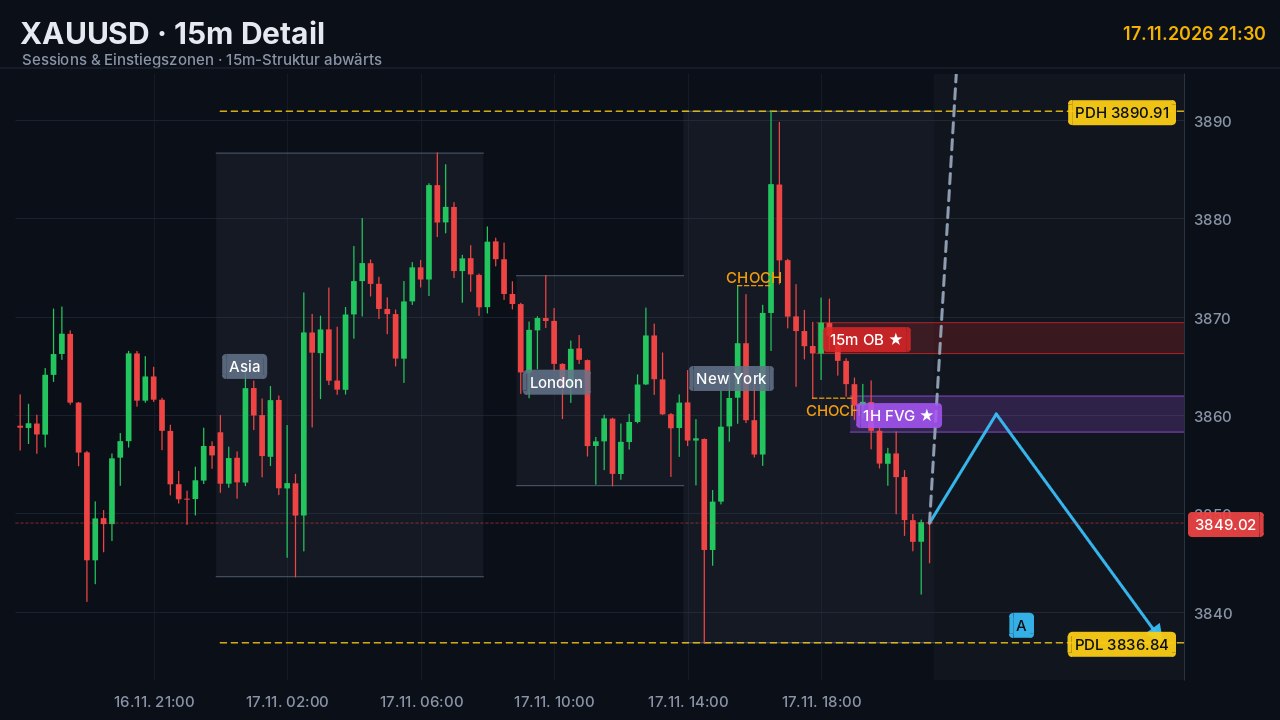 XAUUSD · 15m Detail
17.11.2026 21:30
Sessions & Einstiegszonen · 15m-Struktur abwärts
PDH 3890.91
3890
3880
CHOCH
3870
15m OB ★
Asia
New York
London
CHOCH
1H FVG ★
3860
3850
3849.02
3840
A
PDL 3836.84
16.11. 21:00
17.11. 02:00
17.11. 06:00
17.11. 10:00
17.11. 14:00
17.11. 18:00